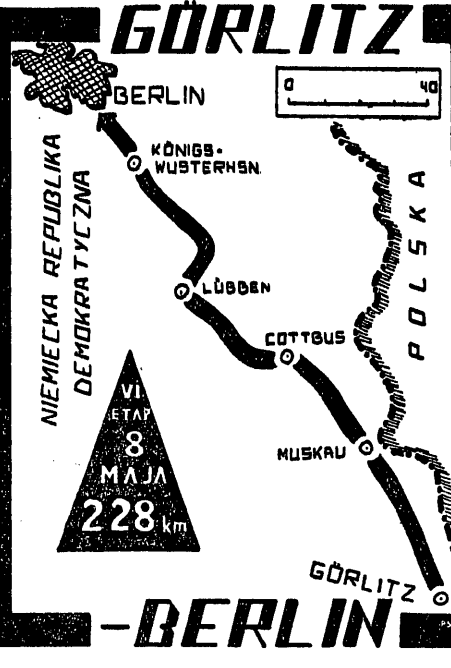 GÖRLITZ
BERLIN
0 40
KÖNIGS-
WUSTERHSN.
NIEMIECKA REPUBLIKA
DEMOKRATYCZNA
POLSKA
LÜBBEN
COTTBUS
VI
ETAP
8
MAJA
228 km
MUSKAU
GÖRLITZ
-BERLIN